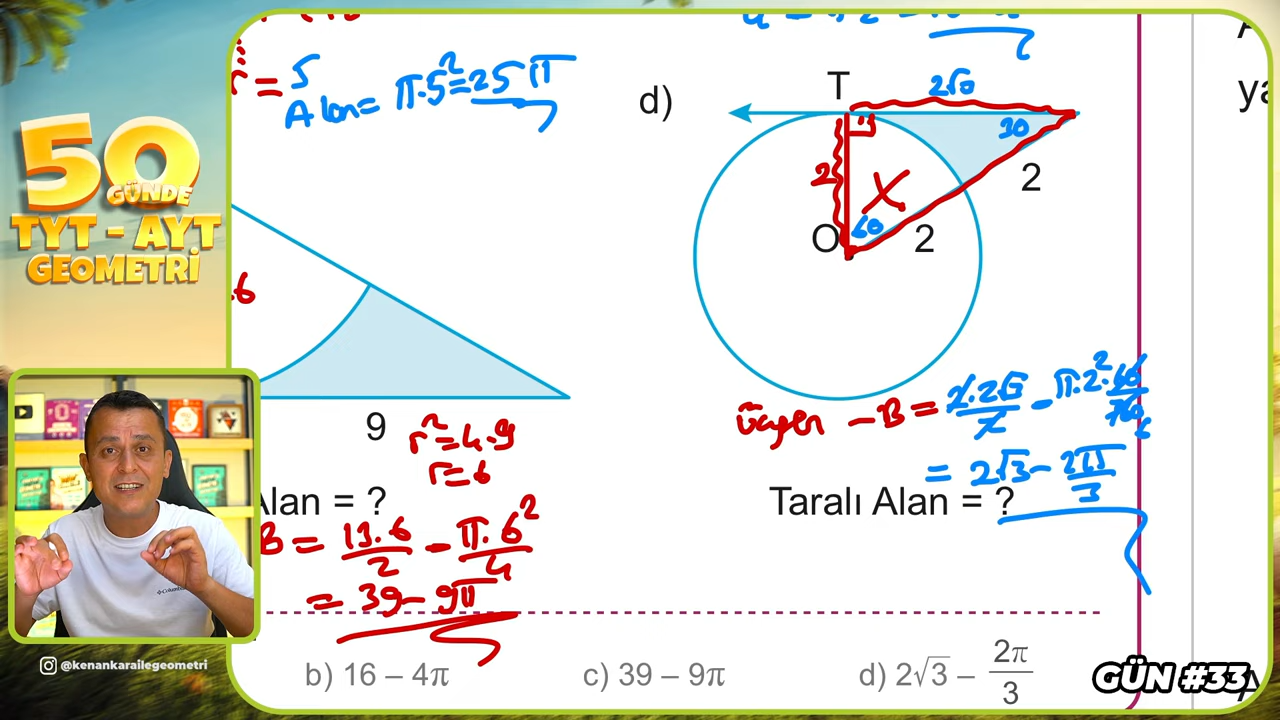 50
GÜNDE
TYT - AYT
GEOMETRİ
r = 5
Alan = π.5² = 25π
9
r² = 4.9
r = 6
Alan = ?
B = 13.6/2 - π.6²/4
= 39 - 9π
d)
T
2√3
30
2
2
X
60
O
2
üçgen - B = 2.2√3/2 - π.2².60/360
6
= 2√3 - 2π/3
Taralı Alan = ?
b) 16 – 4π
c) 39 – 9π
d) 2√3 – 2π/3
@kenankarailegeometri
GÜN #33